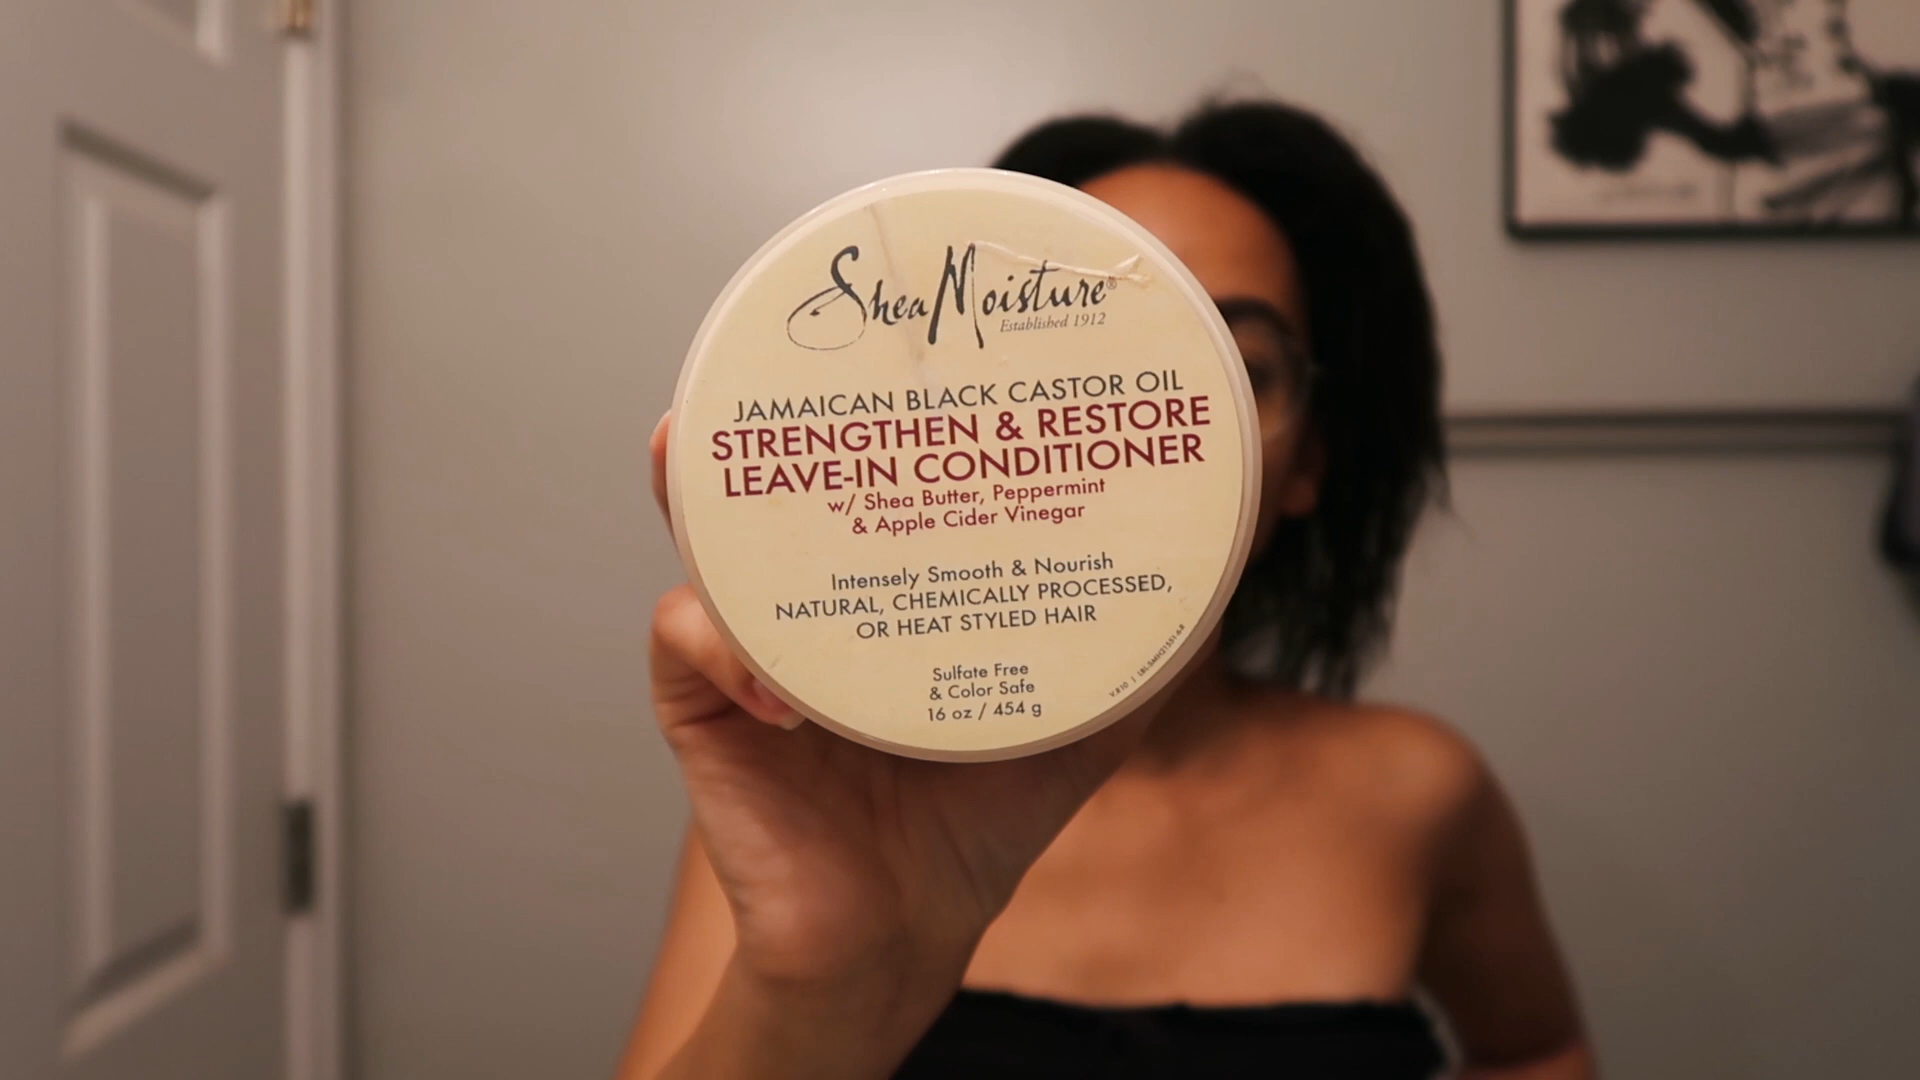 SheaMoisture®
Established 1912
JAMAICAN BLACK CASTOR OIL
STRENGTHEN & RESTORE
LEAVE-IN CONDITIONER
w/ Shea Butter, Peppermint
& Apple Cider Vinegar
Intensely Smooth & Nourish
NATURAL, CHEMICALLY PROCESSED,
OR HEAT STYLED HAIR
Sulfate Free
& Color Safe
16 oz / 454 g